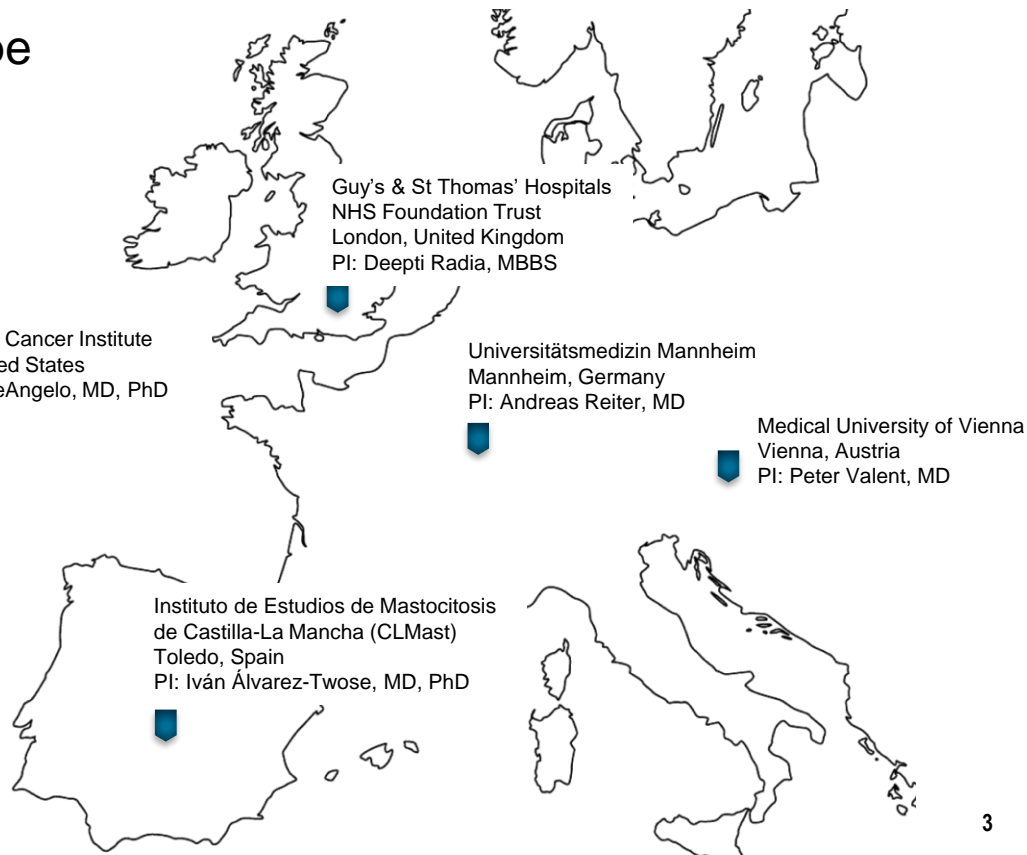 pe
Guy’s & St Thomas’ Hospitals
NHS Foundation Trust
London, United Kingdom
PI: Deepti Radia, MBBS
Cancer Institute
ed States
eAngelo, MD, PhD
Universitätsmedizin Mannheim
Mannheim, Germany
PI: Andreas Reiter, MD
Medical University of Vienna
Vienna, Austria
PI: Peter Valent, MD
Instituto de Estudios de Mastocitosis
de Castilla-La Mancha (CLMast)
Toledo, Spain
PI: Iván Álvarez-Twose, MD, PhD
3